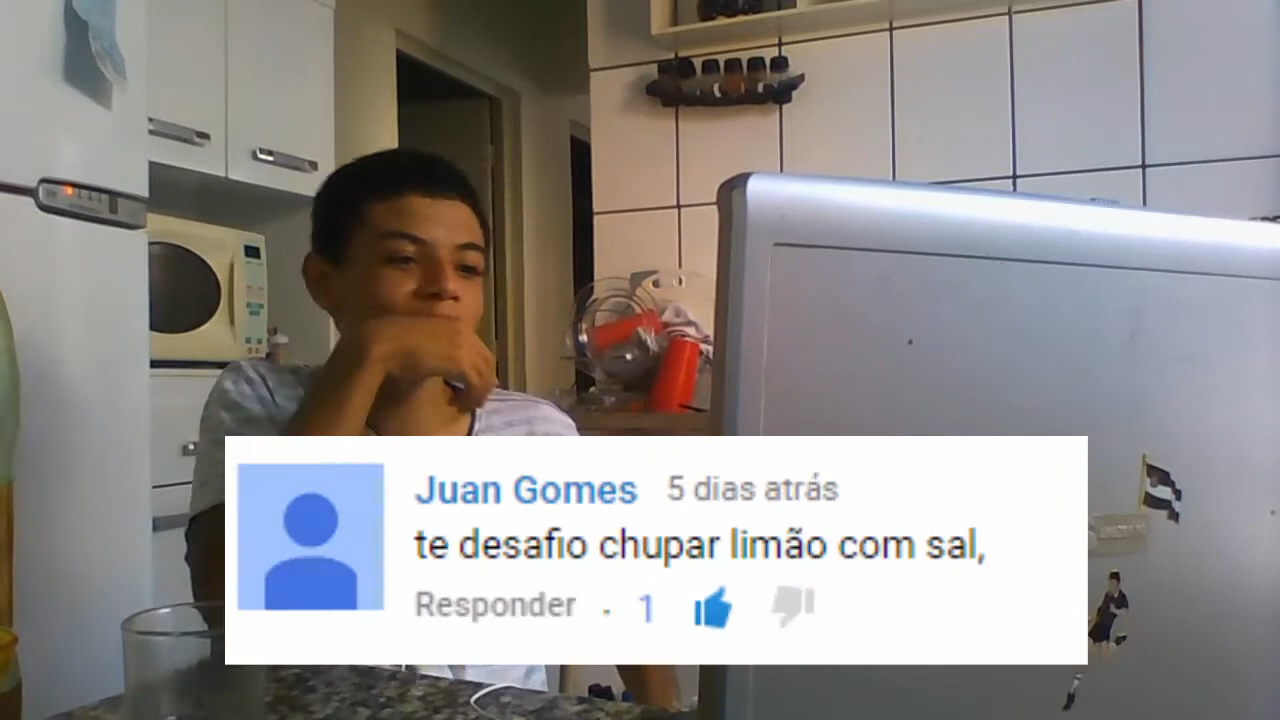 Juan Gomes 5 dias atrás
te desafio chupar limão com sal,
Responder . 1